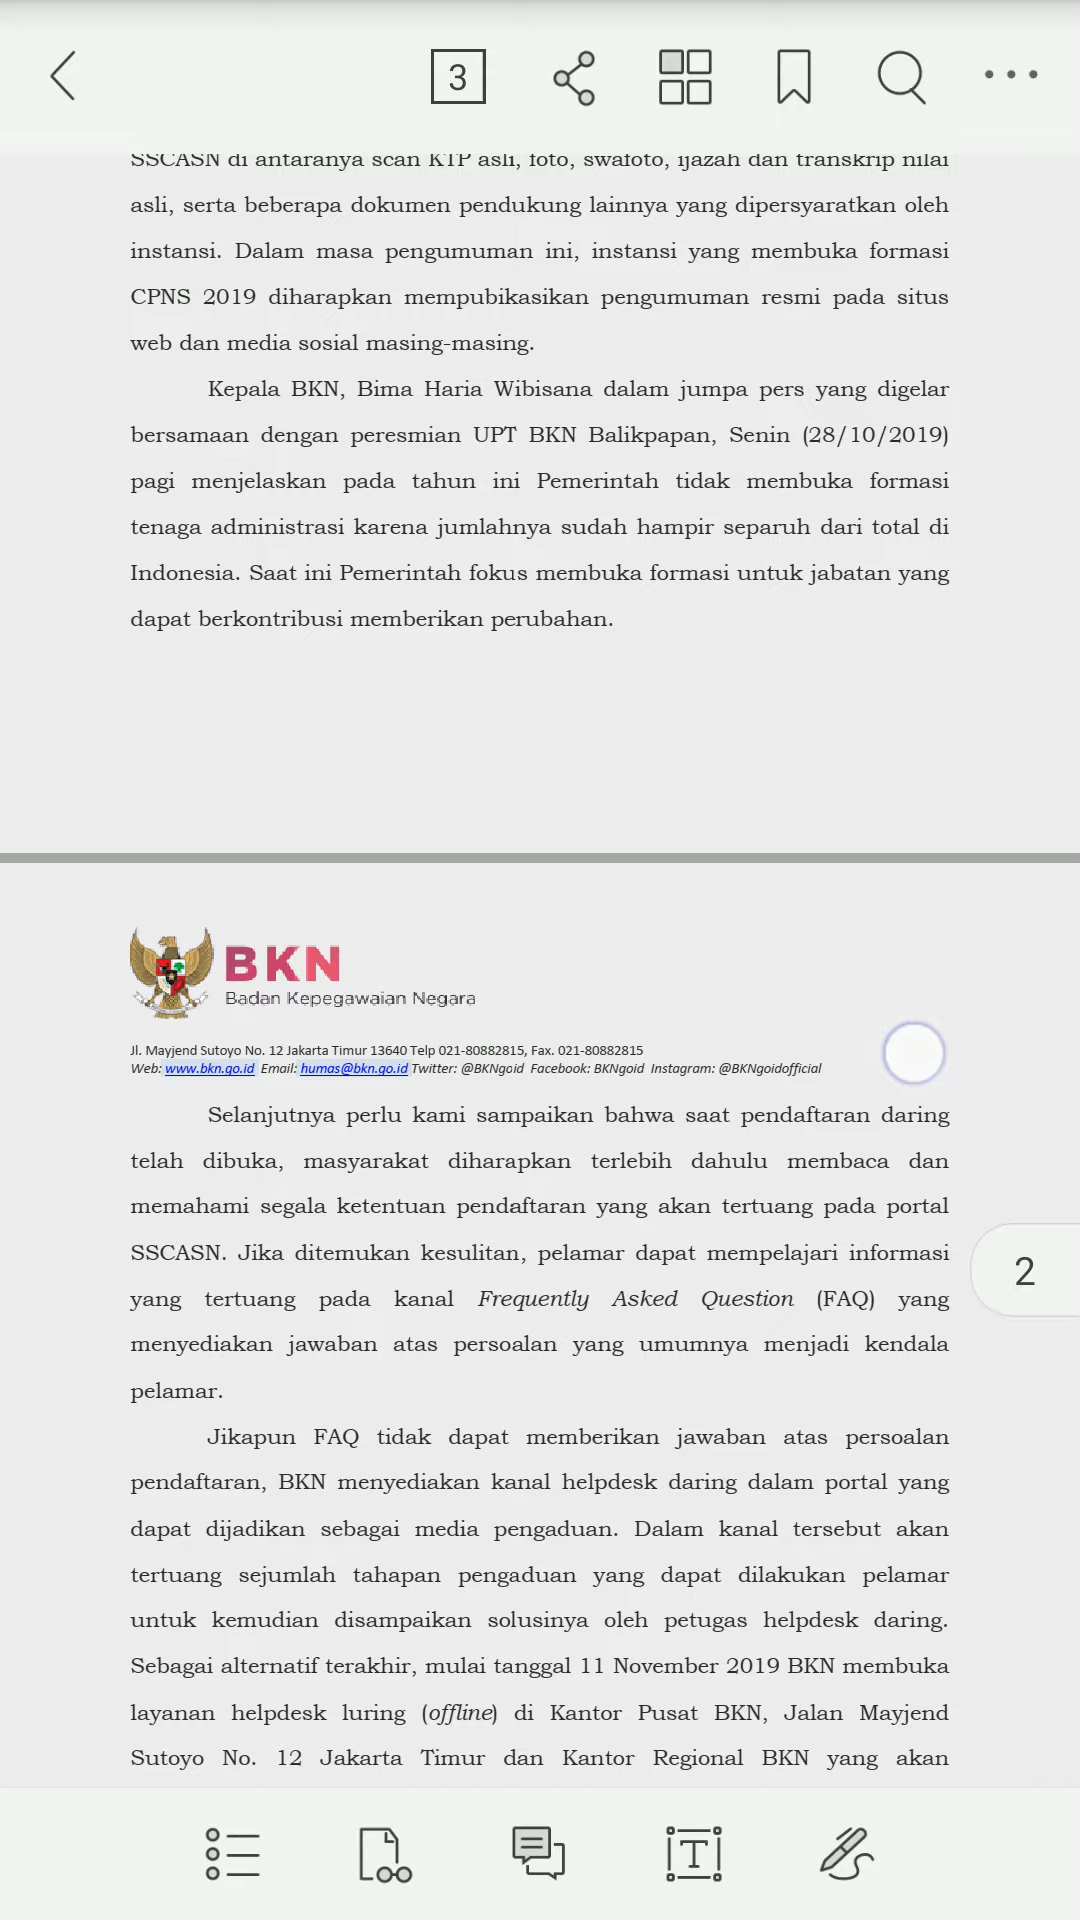 3
SSCASN di antaranya scan KTP asli, foto, swafoto, ijazah dan transkrip nilai
asli, serta beberapa dokumen pendukung lainnya yang dipersyaratkan oleh
instansi. Dalam masa pengumuman ini, instansi yang membuka formasi
CPNS 2019 diharapkan mempubikasikan pengumuman resmi pada situs
web dan media sosial masing-masing.
Kepala BKN, Bima Haria Wibisana dalam jumpa pers yang digelar
bersamaan dengan peresmian UPT BKN Balikpapan, Senin (28/10/2019)
pagi menjelaskan pada tahun ini Pemerintah tidak membuka formasi
tenaga administrasi karena jumlahnya sudah hampir separuh dari total di
Indonesia. Saat ini Pemerintah fokus membuka formasi untuk jabatan yang
dapat berkontribusi memberikan perubahan.
BKN
Badan Kepegawaian Negara
Jl. Mayjend Sutoyo No. 12 Jakarta Timur 13640 Telp 021-80882815, Fax. 021-80882815
Web: www.bkn.go.id Email: humas@bkn.go.id Twitter: @BKNgoid Facebook: BKNgoid Instagram: @BKNgoidofficial
Selanjutnya perlu kami sampaikan bahwa saat pendaftaran daring
telah dibuka, masyarakat diharapkan terlebih dahulu membaca dan
memahami segala ketentuan pendaftaran yang akan tertuang pada portal
SSCASN. Jika ditemukan kesulitan, pelamar dapat mempelajari informasi
2
yang tertuang pada kanal Frequently Asked Question (FAQ) yang
menyediakan jawaban atas persoalan yang umumnya menjadi kendala
pelamar.
Jikapun FAQ tidak dapat memberikan jawaban atas persoalan
pendaftaran, BKN menyediakan kanal helpdesk daring dalam portal yang
dapat dijadikan sebagai media pengaduan. Dalam kanal tersebut akan
tertuang sejumlah tahapan pengaduan yang dapat dilakukan pelamar
untuk kemudian disampaikan solusinya oleh petugas helpdesk daring.
Sebagai alternatif terakhir, mulai tanggal 11 November 2019 BKN membuka
layanan helpdesk luring (offline) di Kantor Pusat BKN, Jalan Mayjend
Sutoyo No. 12 Jakarta Timur dan Kantor Regional BKN yang akan
T